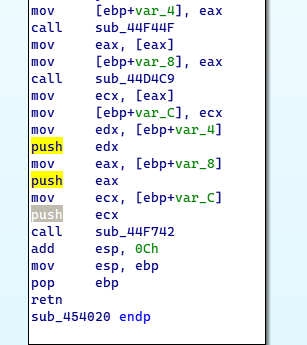 mov     [ebp+var_4], eax
call    sub_44F44F
mov     eax, [eax]
mov     [ebp+var_8], eax
call    sub_44D4C9
mov     ecx, [eax]
mov     [ebp+var_C], ecx
mov     edx, [ebp+var_4]
push    edx
mov     eax, [ebp+var_8]
push    eax
mov     ecx, [ebp+var_C]
push    ecx
call    sub_44F742
add     esp, 0Ch
mov     esp, ebp
pop     ebp
retn
sub_454020 endp